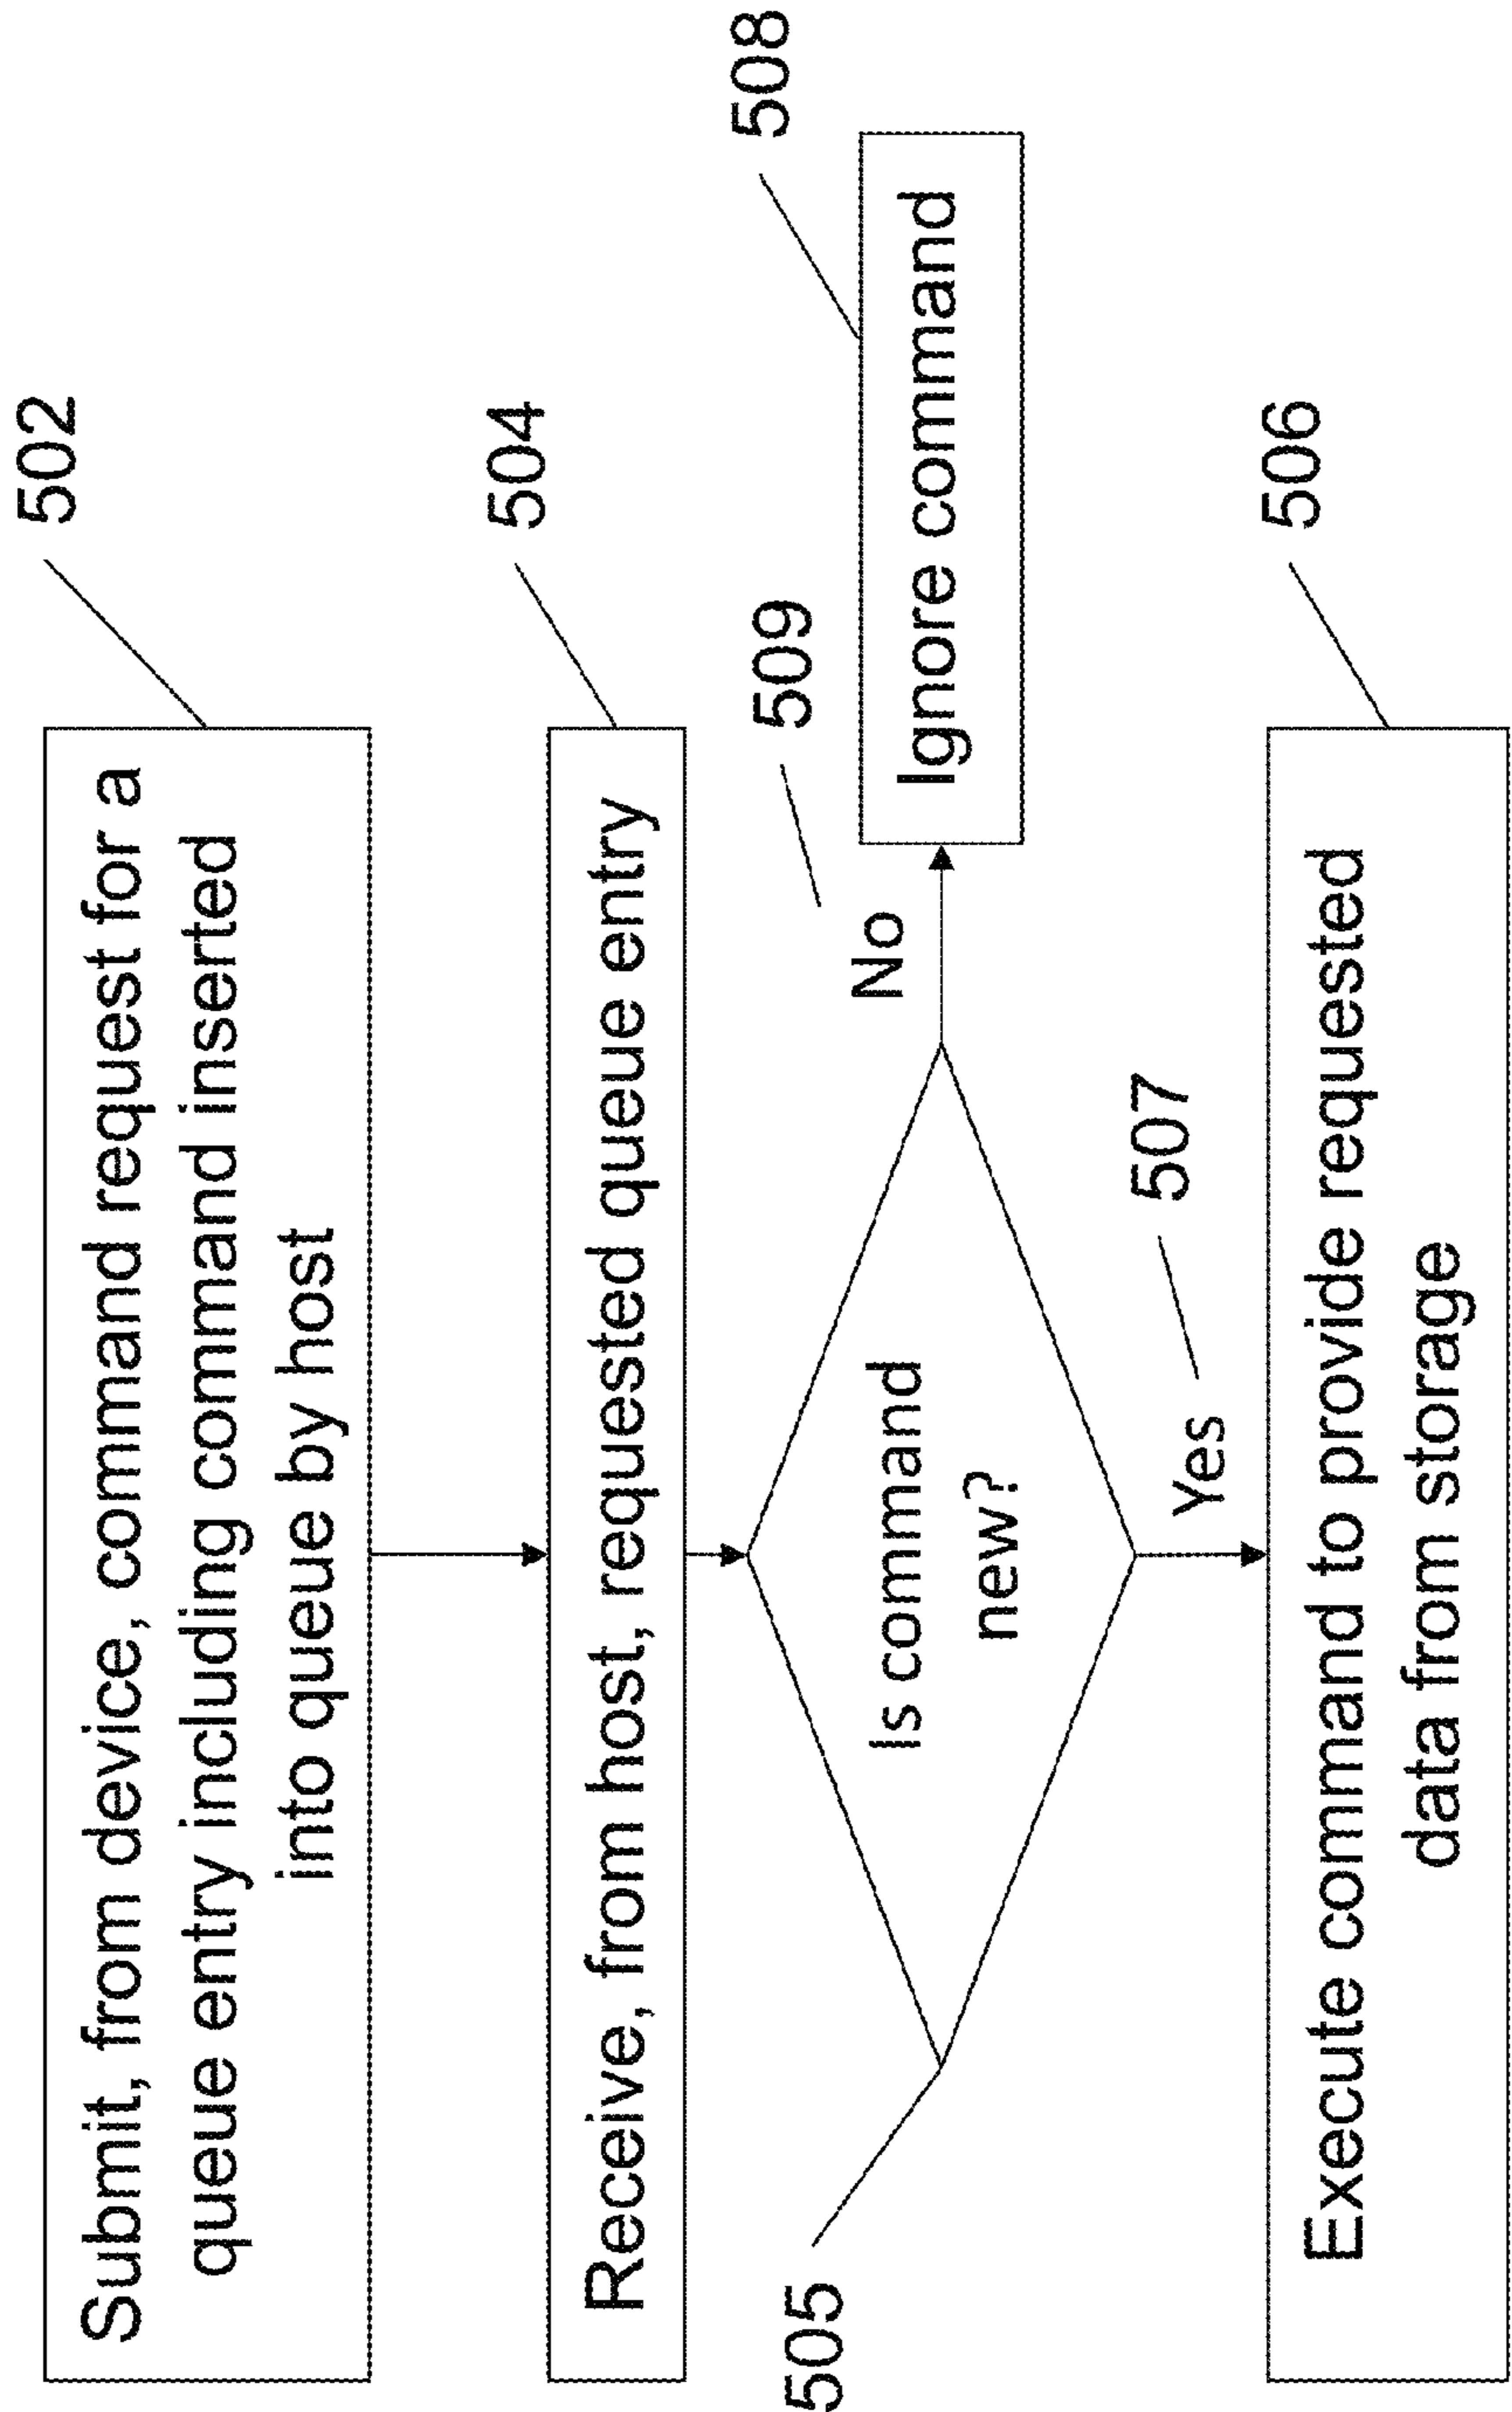 Submit, from device, command request for a
queue entry including command inserted
into queue by host
502
Receive, from host, requested queue entry
504
505
Is command
new?
No
509
Ignore command
508
Yes
507
Execute command to provide requested
data from storage
506